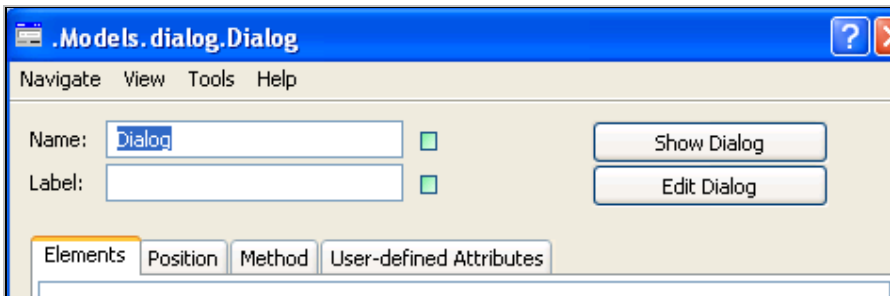 .Models.dialog.Dialog ?
Navigate View Tools Help
Name: Dialog Show Dialog
Label: Edit Dialog
Elements Position Method User-defined Attributes